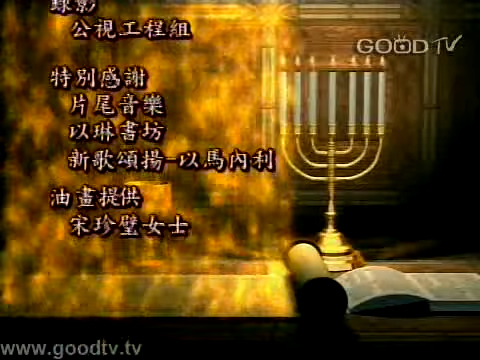 錄影
公視工程組
GOOD TV
特別感謝
片尾音樂
以琳書坊
新歌頌揚-以馬內利
油畫提供
宋珍璧女士
www.goodtv.tv